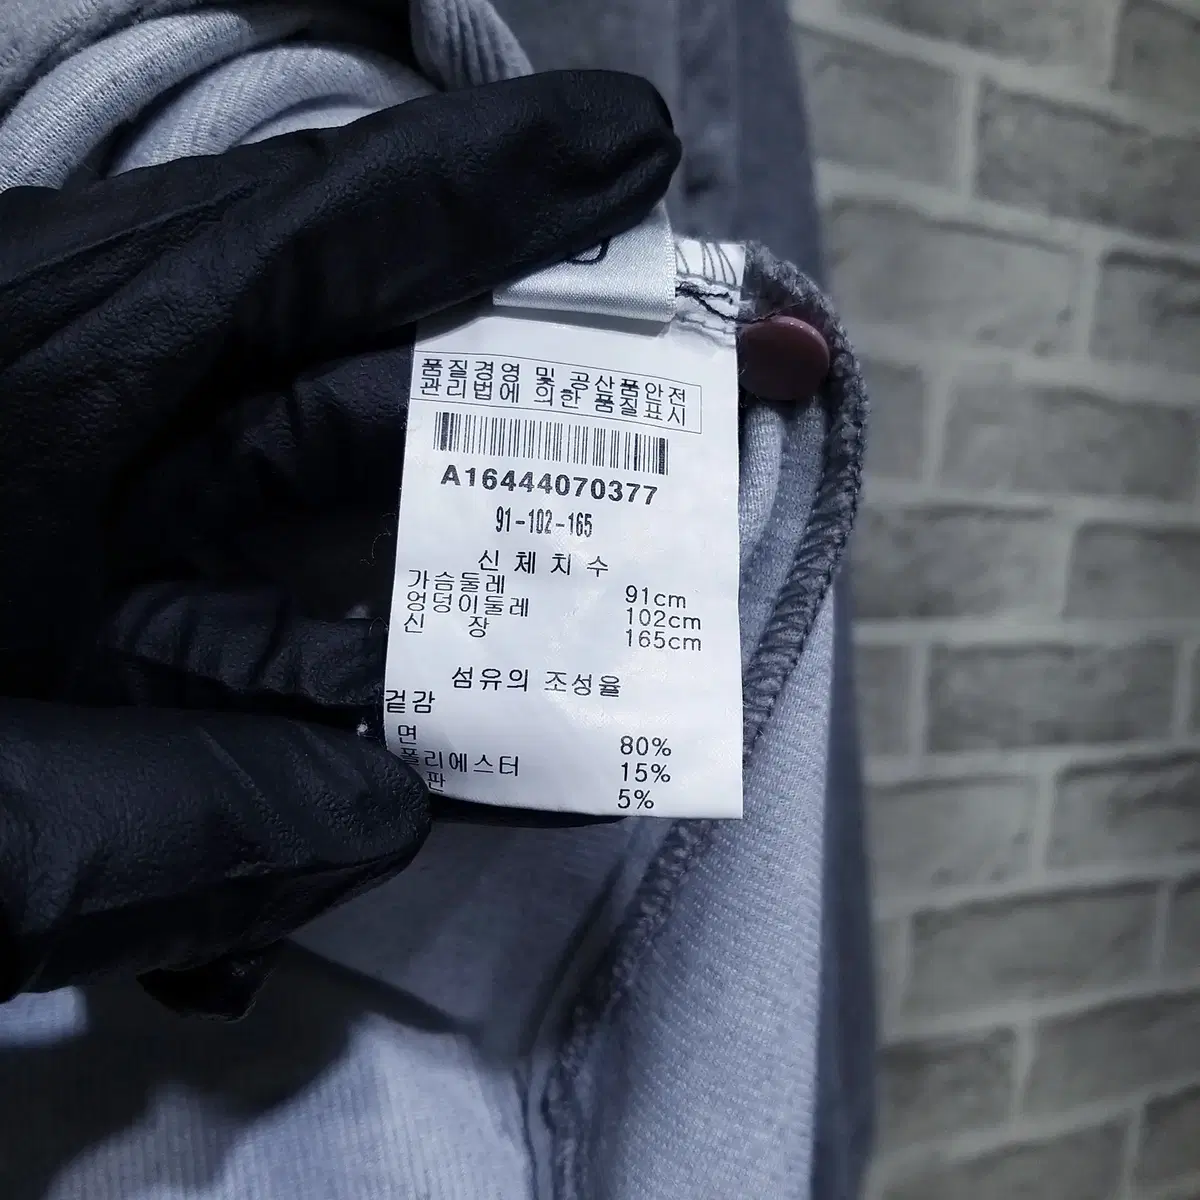 품질경영 및 공산품안전
관리법에 의한 품질표시
A16444070377
91-102-165
신 체 치 수
가슴둘레 91cm
엉덩이둘레 102cm
신 장 165cm
섬유의 조성율
겉감
면 80%
폴리에스터 15%
판 5%